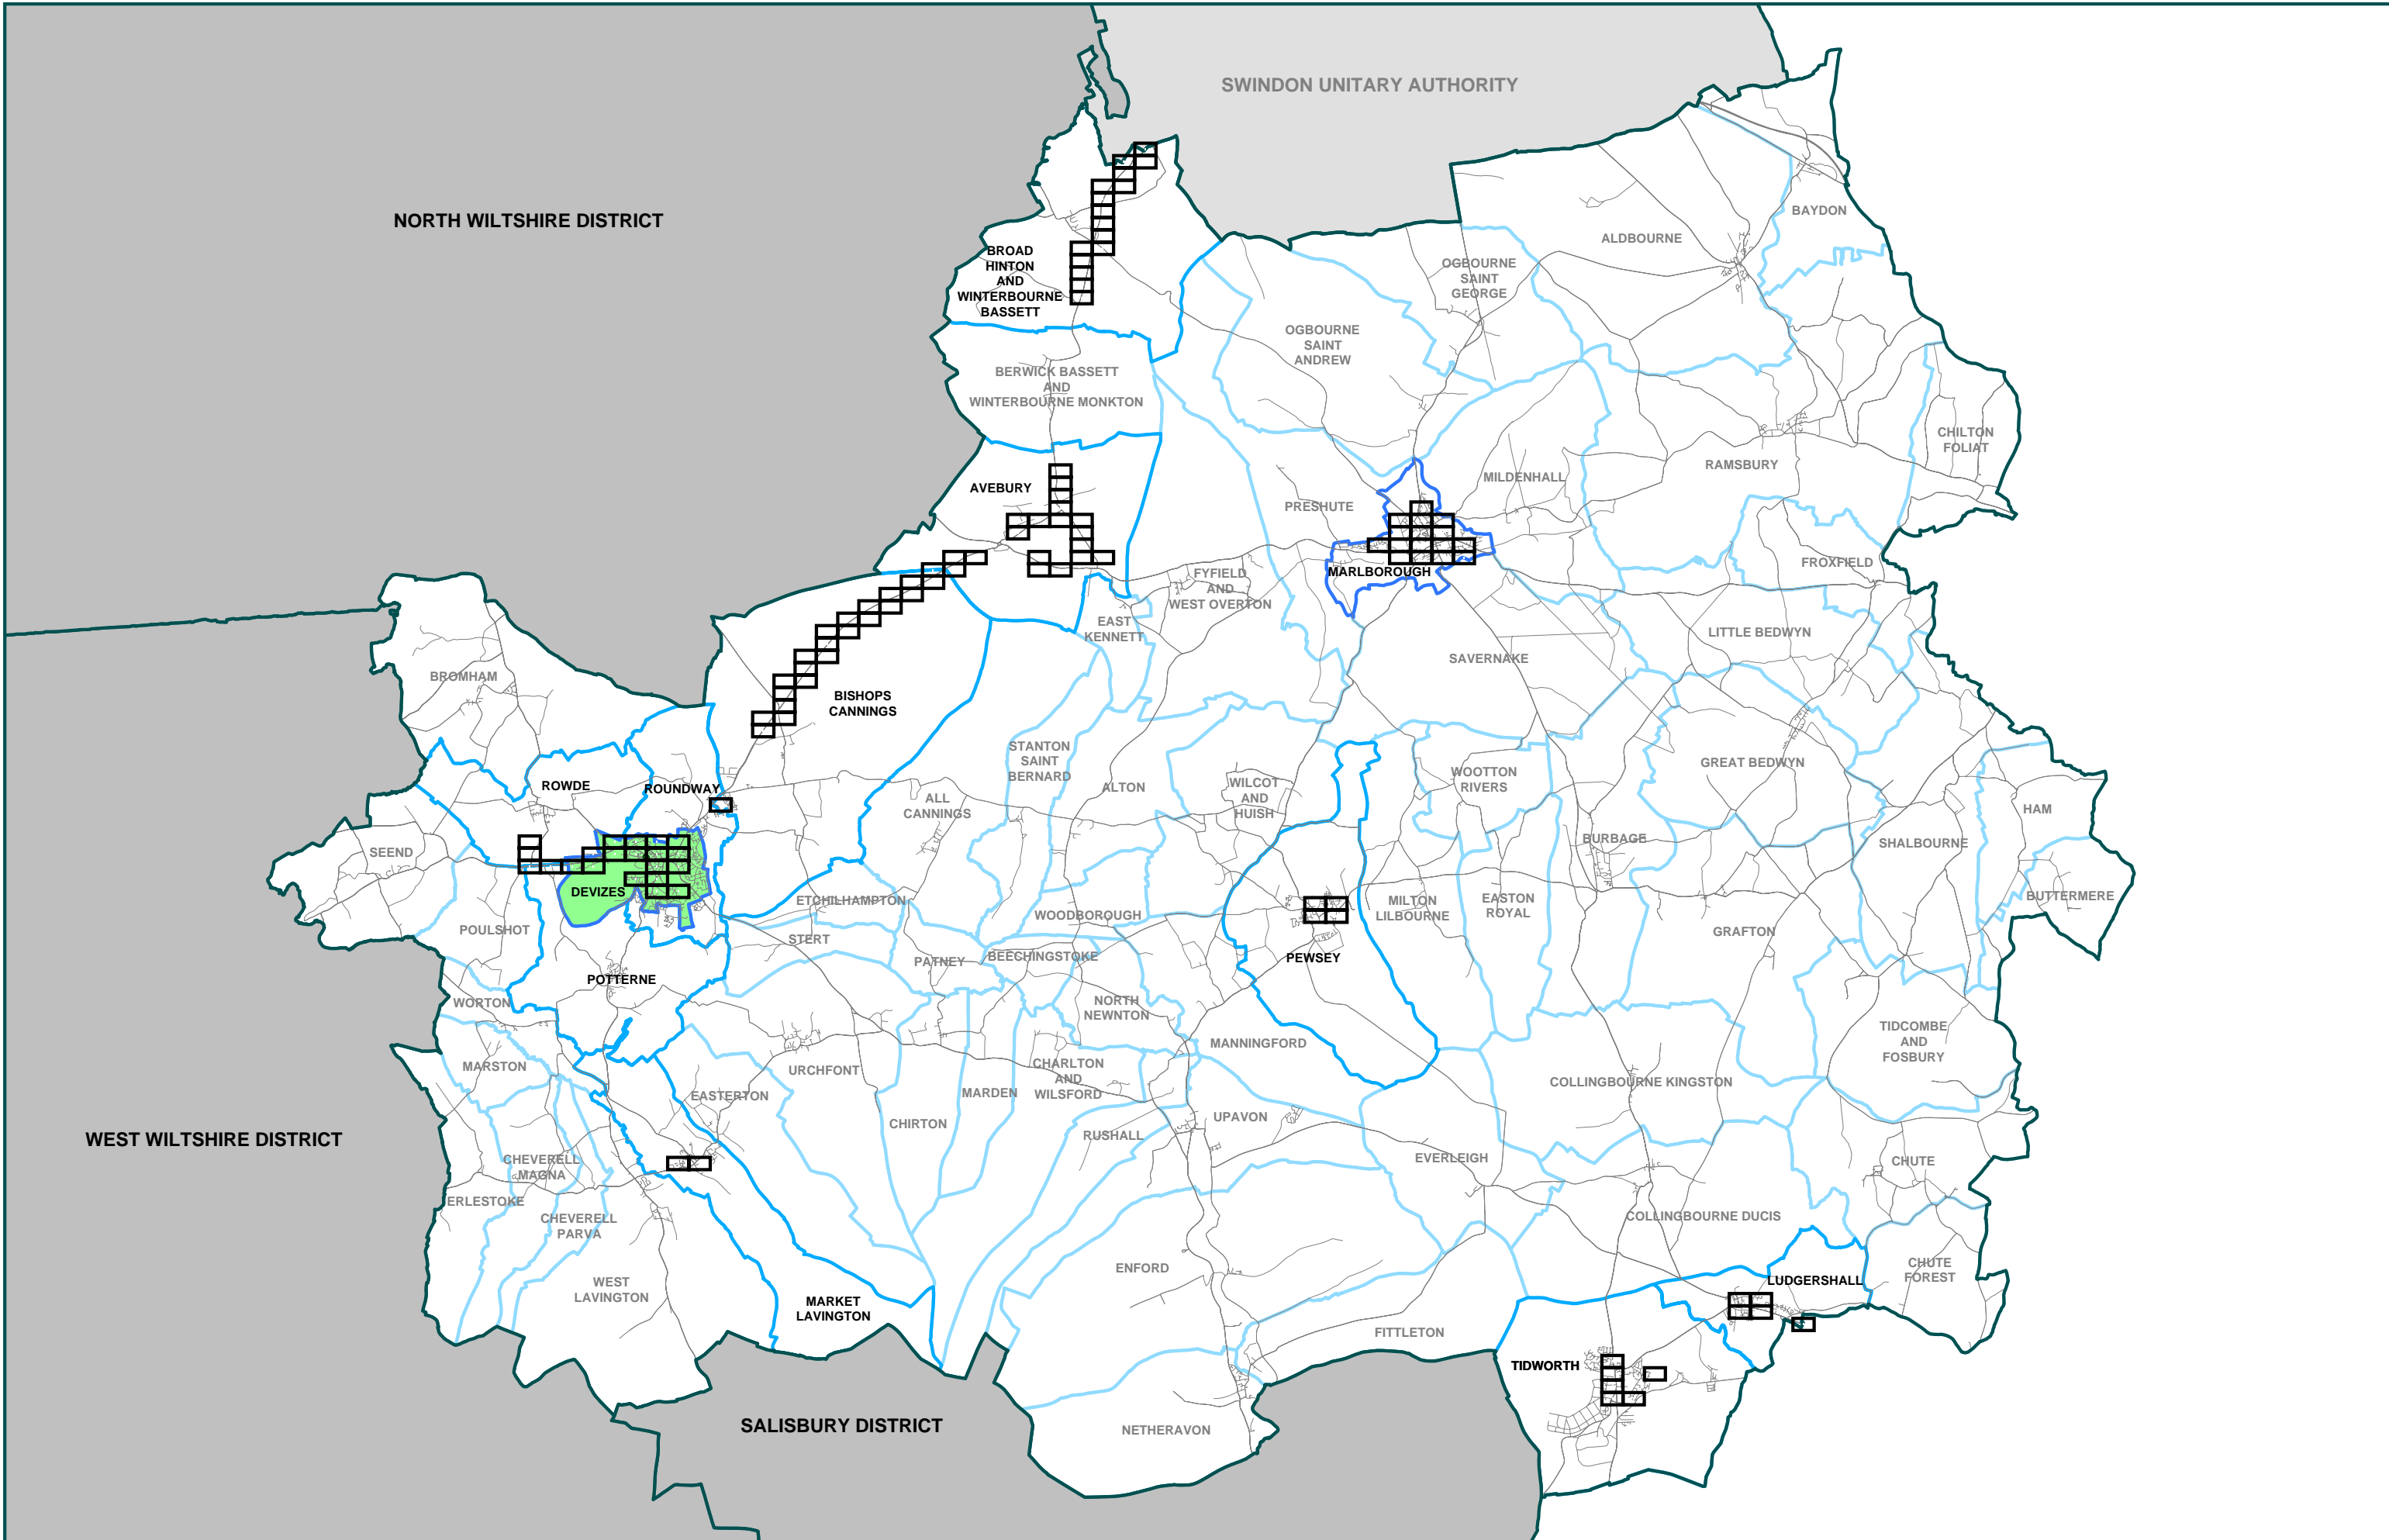 SWINDON UNITARY AUTHORITY
NORTH WILTSHIRE DISTRICT
BAYDON
ALDBOURNE
BROAD
HINTON
AND
WINTERBOURNE
BASSETT
OGBOURNE
SAINT
GEORGE
OGBOURNE
SAINT
ANDREW
BERWICK BASSETT
AND
WINTERBOURNE MONKTON
CHILTON
FOLIAT
RAMSBURY
MILDENHALL
AVEBURY
PRESHUTE
FROXFIELD
MARLBOROUGH
FYFIELD
AND
WEST OVERTON
EAST
KENNETT
LITTLE BEDWYN
SAVERNAKE
BROMHAM
BISHOPS
CANNINGS
STANTON
SAINT
BERNARD
GREAT BEDWYN
WOOTTON
RIVERS
ROWDE
ROUNDWAY
ALTON
WILCOT
AND
HUISH
ALL
CANNINGS
HAM
BURBAGE
SHALBOURNE
SEEND
DEVIZES
BUTTERMERE
ETCHILHAMPTON
MILTON
LILBOURNE
EASTON
ROYAL
WOODBOROUGH
POULSHOT
STERT
GRAFTON
PATNEY
BEECHINGSTOKE
PEWSEY
POTTERNE
WORTON
NORTH
NEWNTON
TIDCOMBE
AND
FOSBURY
MANNINGFORD
MARSTON
URCHFONT
CHARLTON
AND
WILSFORD
COLLINGBOURNE KINGSTON
EASTERTON
MARDEN
CHIRTON
UPAVON
RUSHALL
WEST WILTSHIRE DISTRICT
CHEVERELL
MAGNA
EVERLEIGH
CHUTE
ERLESTOKE
CHEVERELL
PARVA
COLLINGBOURNE DUCIS
ENFORD
CHUTE
FOREST
WEST
LAVINGTON
LUDGERSHALL
MARKET
LAVINGTON
FITTLETON
TIDWORTH
SALISBURY DISTRICT
NETHERAVON